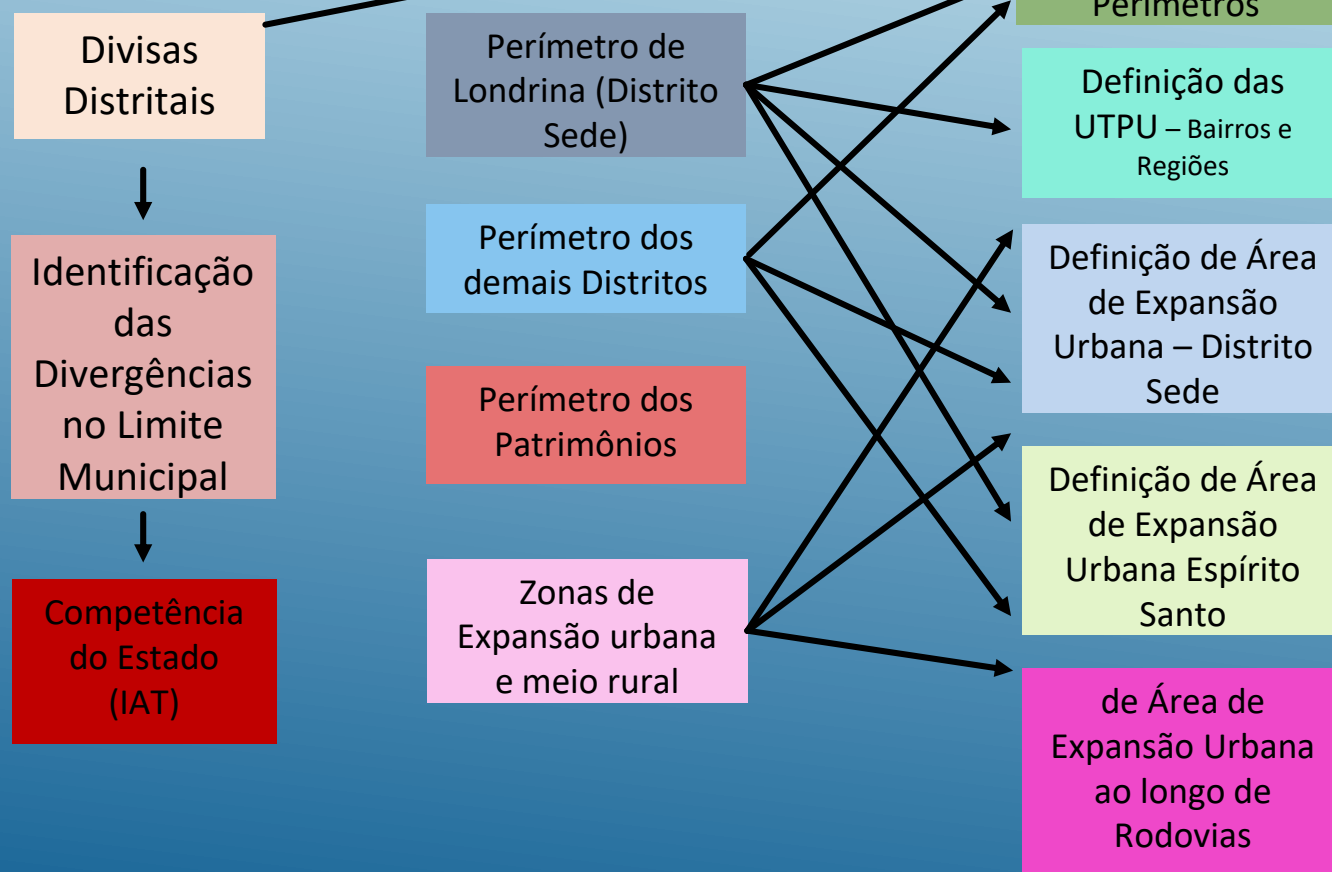 Divisas
Distritais
Identificação
das
Divergências
no Limite
Municipal
Competência
do Estado
(IAT)
Perímetro de
Londrina (Distrito
Sede)
Perímetro dos
demais Distritos
Perímetro dos
Patrimônios
Zonas de
Expansão urbana
e meio rural
Perímetros
Definição das
UTPU – Bairros e
Regiões
Definição de Área
de Expansão
Urbana – Distrito
Sede
Definição de Área
de Expansão
Urbana Espírito
Santo
de Área de
Expansão Urbana
ao longo de
Rodovias